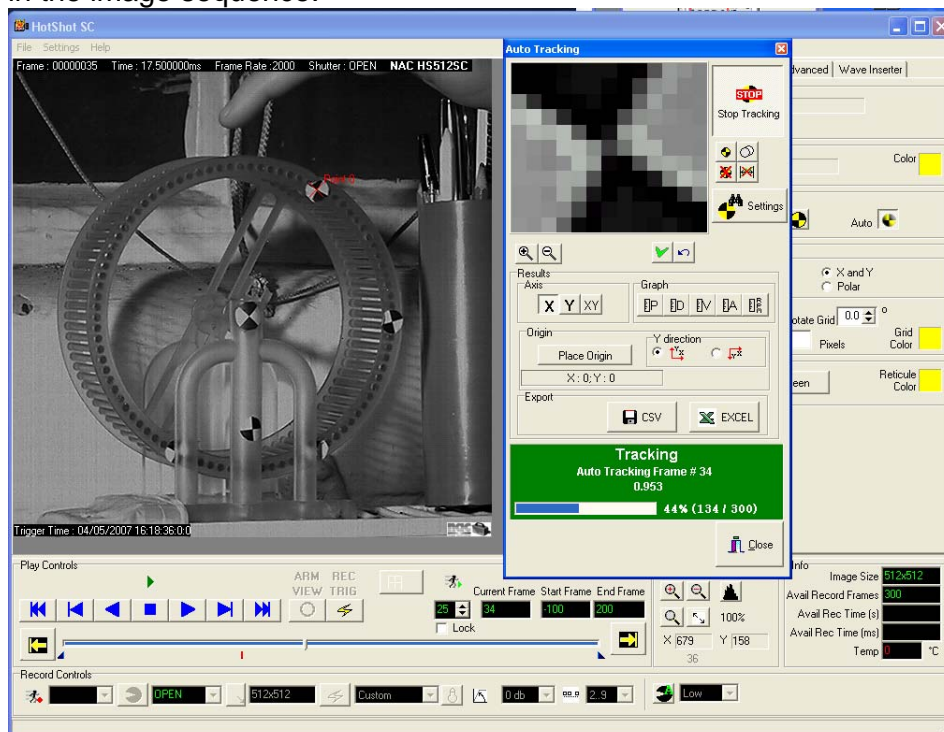 in the image sequence.
HotShot SC
File Settings Help
Frame : 00000035 Time : 17.500000ms Frame Rate :2000 Shutter : OPEN NAC HS512SC
Auto Tracking
STOP
Stop Tracking
Settings
Results
Axis
X Y XY
Graph
P D V A
Origin
Place Origin
X : 0; Y : 0
Y direction
Export
CSV EXCEL
Tracking
Auto Tracking Frame # 34
0.953
44% (134 / 300)
Close
Wave Inserter
Color
Auto
X and Y
Polar
Grid 0.0 °
Pixels
Grid
Color
Reticule
Color
Trigger Time : 04/05/2007 16:18:36:0:0
Play Controls
ARM REC
VIEW TRIG
Current Frame Start Frame End Frame
25 34 -100 200
Lock
100%
X 679 Y 158
36
Info
Image Size 512x512
Avail Record Frames 300
Avail Rec Time (s)
Avail Rec Time (ms)
Temp 0 °C
Record Controls
OPEN 512x512 Custom 0 db 2..9 Low